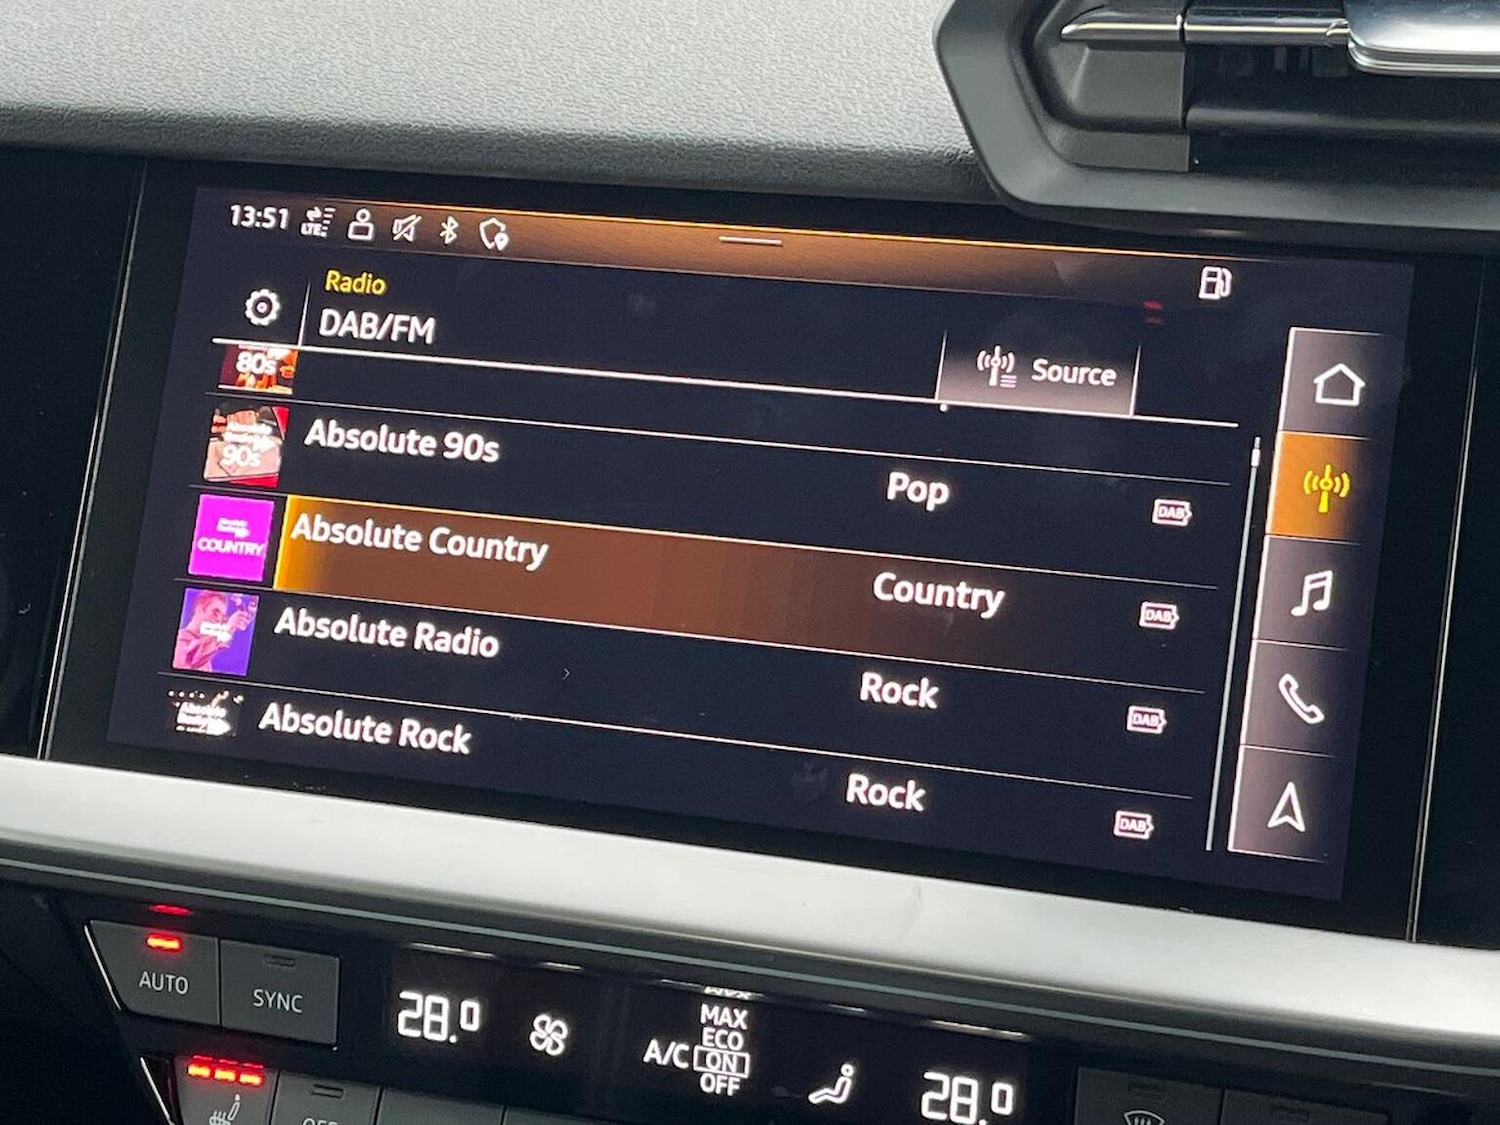 13:51
LTE
Radio
DAB/FM
Source
80s
Absolute 90s
90s
Pop
DAB
Absolute Country
COUNTRY
Country
DAB
Absolute Radio
Rock
DAB
Absolute Rock
Rock
DAB
AUTO
SYNC
28.0
A/C
MAX
ECO
ON
OFF
28.0